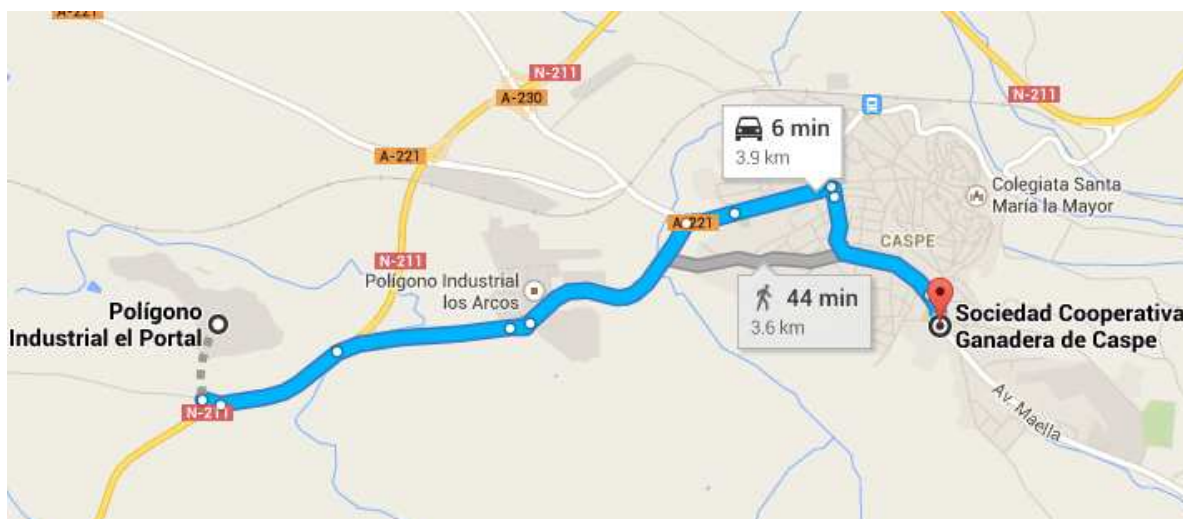 A-221
N-211
A-230
N-211
6 min
3.9 km
A-221
Colegiata Santa
María la Mayor
A-221
CASPE
N-211
Polígono Industrial
los Arcos
44 min
3.6 km
Polígono
Industrial el Portal
Sociedad Cooperativa
Ganadera de Caspe
N-211
Av. Maella